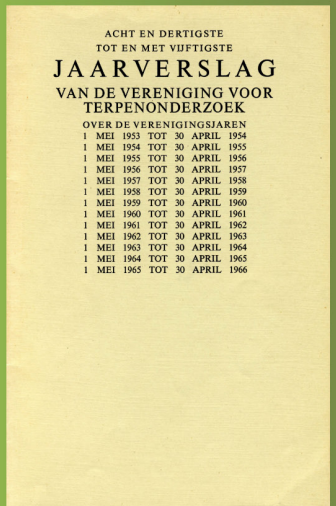 ACHT EN DERTIGSTE
TOT EN MET VIJFTIGSTE
JAARVERSLAG
VAN DE VERENIGING VOOR
TERPENONDERZOEK
OVER DE VERENIGINGSJAREN
1 MEI 1953 TOT 30 APRIL 1954
1 MEI 1954 TOT 30 APRIL 1955
1 MEI 1955 TOT 30 APRIL 1956
1 MEI 1956 TOT 30 APRIL 1957
1 MEI 1957 TOT 30 APRIL 1958
1 MEI 1958 TOT 30 APRIL 1959
1 MEI 1959 TOT 30 APRIL 1960
1 MEI 1960 TOT 30 APRIL 1961
1 MEI 1961 TOT 30 APRIL 1962
1 MEI 1962 TOT 30 APRIL 1963
1 MEI 1963 TOT 30 APRIL 1964
1 MEI 1964 TOT 30 APRIL 1965
1 MEI 1965 TOT 30 APRIL 1966